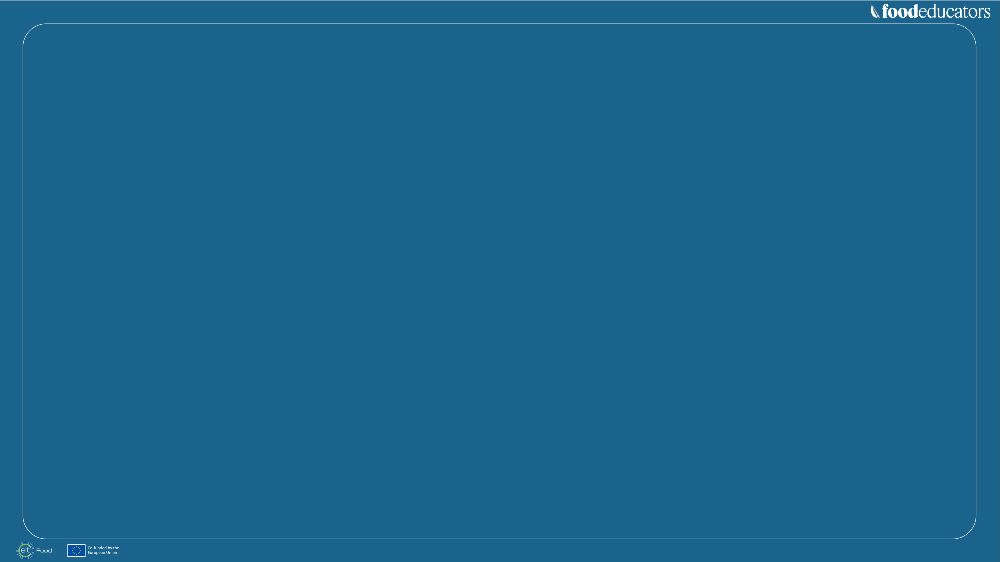 foodeducators
eit Food
Co-funded by the
European Union